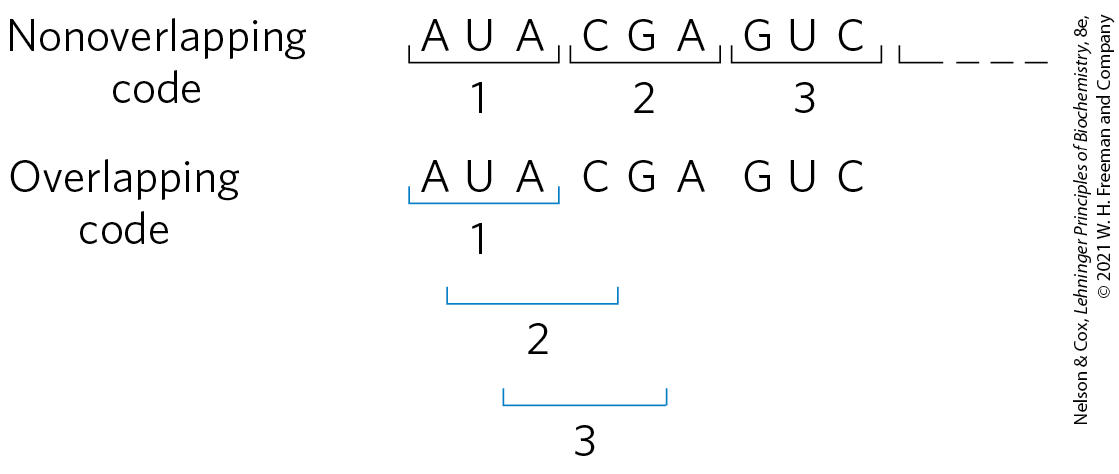 Nonoverlapping code
A U A C G A G U C
1 2 3
Overlapping code
A U A C G A G U C
1
2
3
Nelson & Cox, Lehninger Principles of Biochemistry, 8e,
© 2021 W. H. Freeman and Company